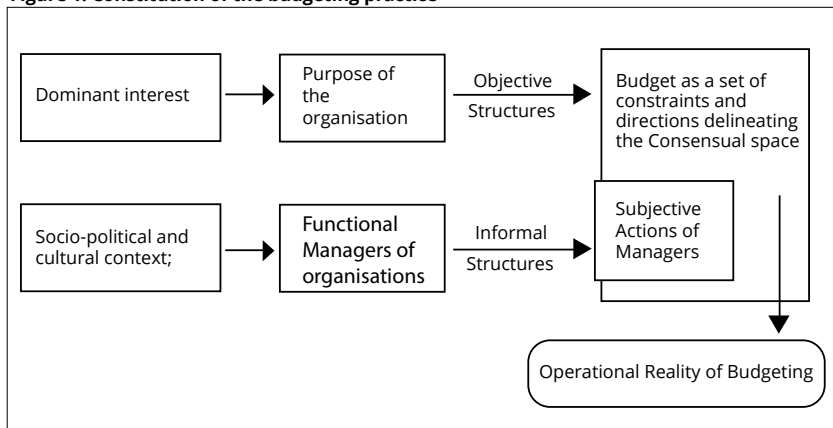 Figure Constitution of the budgeting practice
Dominant interest
Purpose of
the
organisation
Objective
Structures
Budget as a set of
constraints and
directions delineating
the Consensual space
Socio-political and
cultural context;
Functional
Managers of
organisations
Informal
Structures
Subjective
Actions of
Managers
Operational Reality of Budgeting